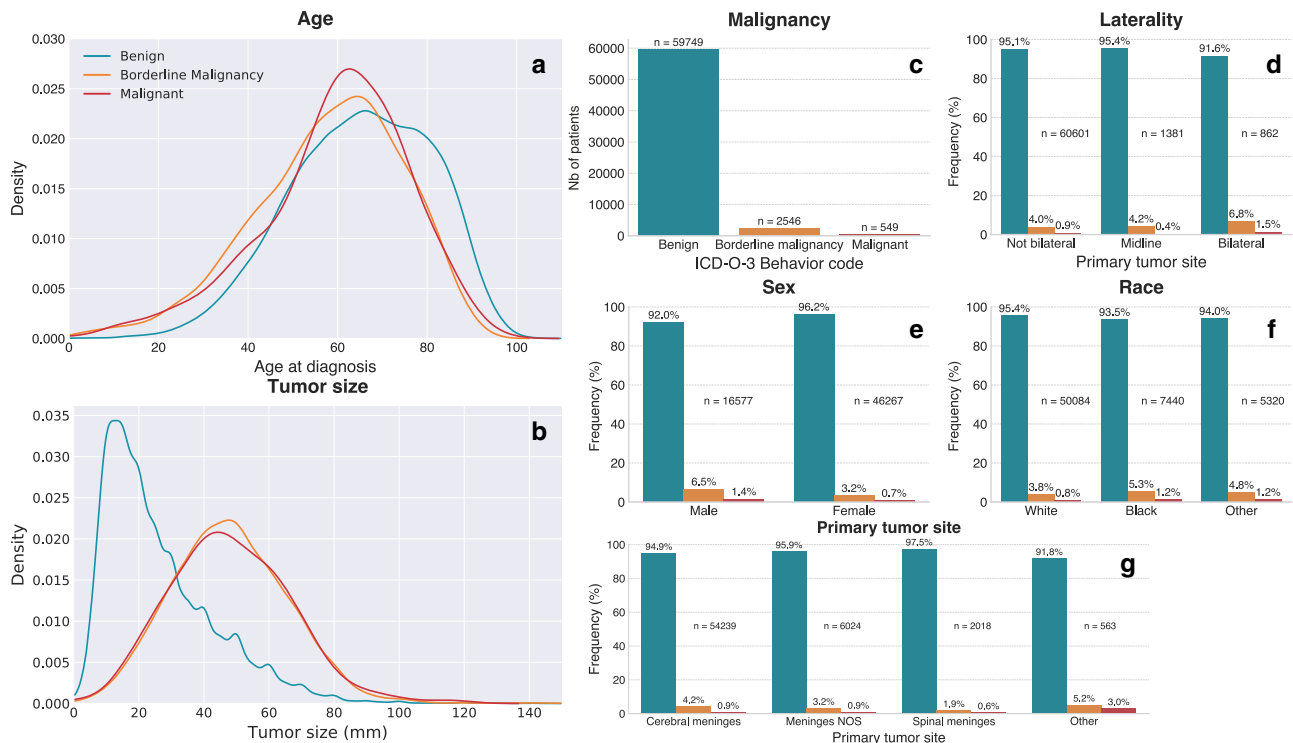 Age
0.030
0.025
0.020
0.015
0.010
0.005
0.000
Density
Benign
Borderline Malignancy
Malignant
a
0 20 40 60 80 100
Age at diagnosis
Tumor size
0.035
0.030
0.025
0.020
0.015
0.010
0.005
0.000
Density
b
0 20 40 60 80 100 120 140
Tumor size (mm)
Malignancy
60000
50000
40000
30000
20000
10000
0
Nb of patients
c
n = 59749
n = 2546
n = 549
Benign Borderline malignancy Malignant
ICD-O-3 Behavior code
Laterality
100
80
60
40
20
0
Frequency (%)
d
95.1% 95.4% 91.6%
n = 60601 n = 1381 n = 862
4.0% 0.9% 4.2% 0.4% 6.8% 1.5%
Not bilateral Midline Bilateral
Primary tumor site
Sex
100
80
60
40
20
0
Frequency (%)
e
92.0% 96.2%
n = 16577 n = 46267
6.5% 1.4% 3.2% 0.7%
Male Female
Race
100
80
60
40
20
0
Frequency (%)
f
95.4% 93.5% 94.0%
n = 50084 n = 7440 n = 5320
3.8% 0.8% 5.3% 1.2% 4.8% 1.2%
White Black Other
Primary tumor site
100
80
60
40
20
0
Frequency (%)
g
94.9% 95.9% 97.5% 91.8%
n = 54239 n = 6024 n = 2018 n = 563
4.2% 0.9% 3.2% 0.9% 1.9% 0.6% 5.2% 3.0%
Cerebral meninges Meninges NOS Spinal meninges Other
Primary tumor site